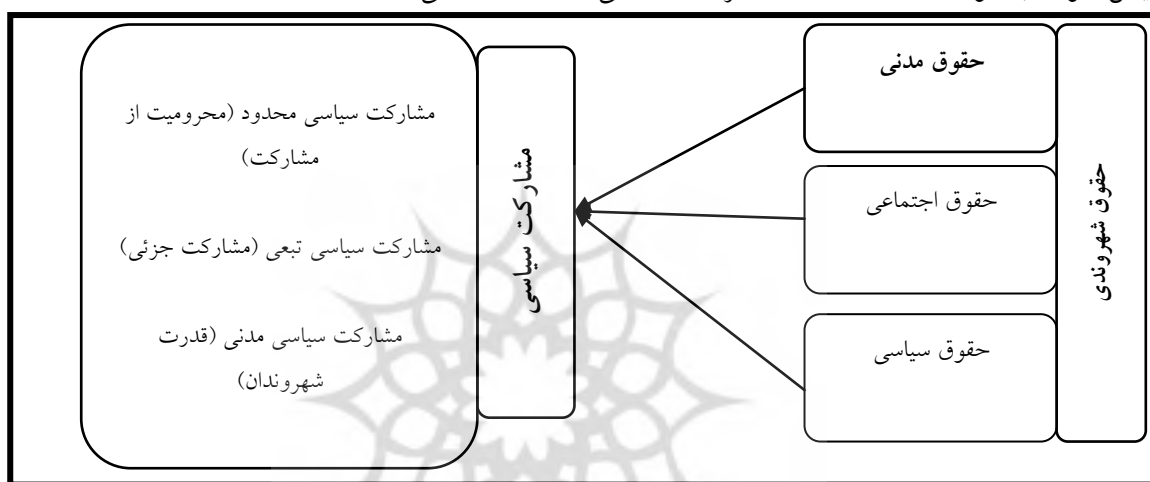 حقوق شهروندی
حقوق مدنی
حقوق اجتماعی
حقوق سیاسی
مشارکت سیاسی
مشارکت سیاسی محدود (محرومیت از
مشارکت)
مشارکت سیاسی تبعی (مشارکت جزئی)
مشارکت سیاسی مدنی (قدرت
شهروندان)